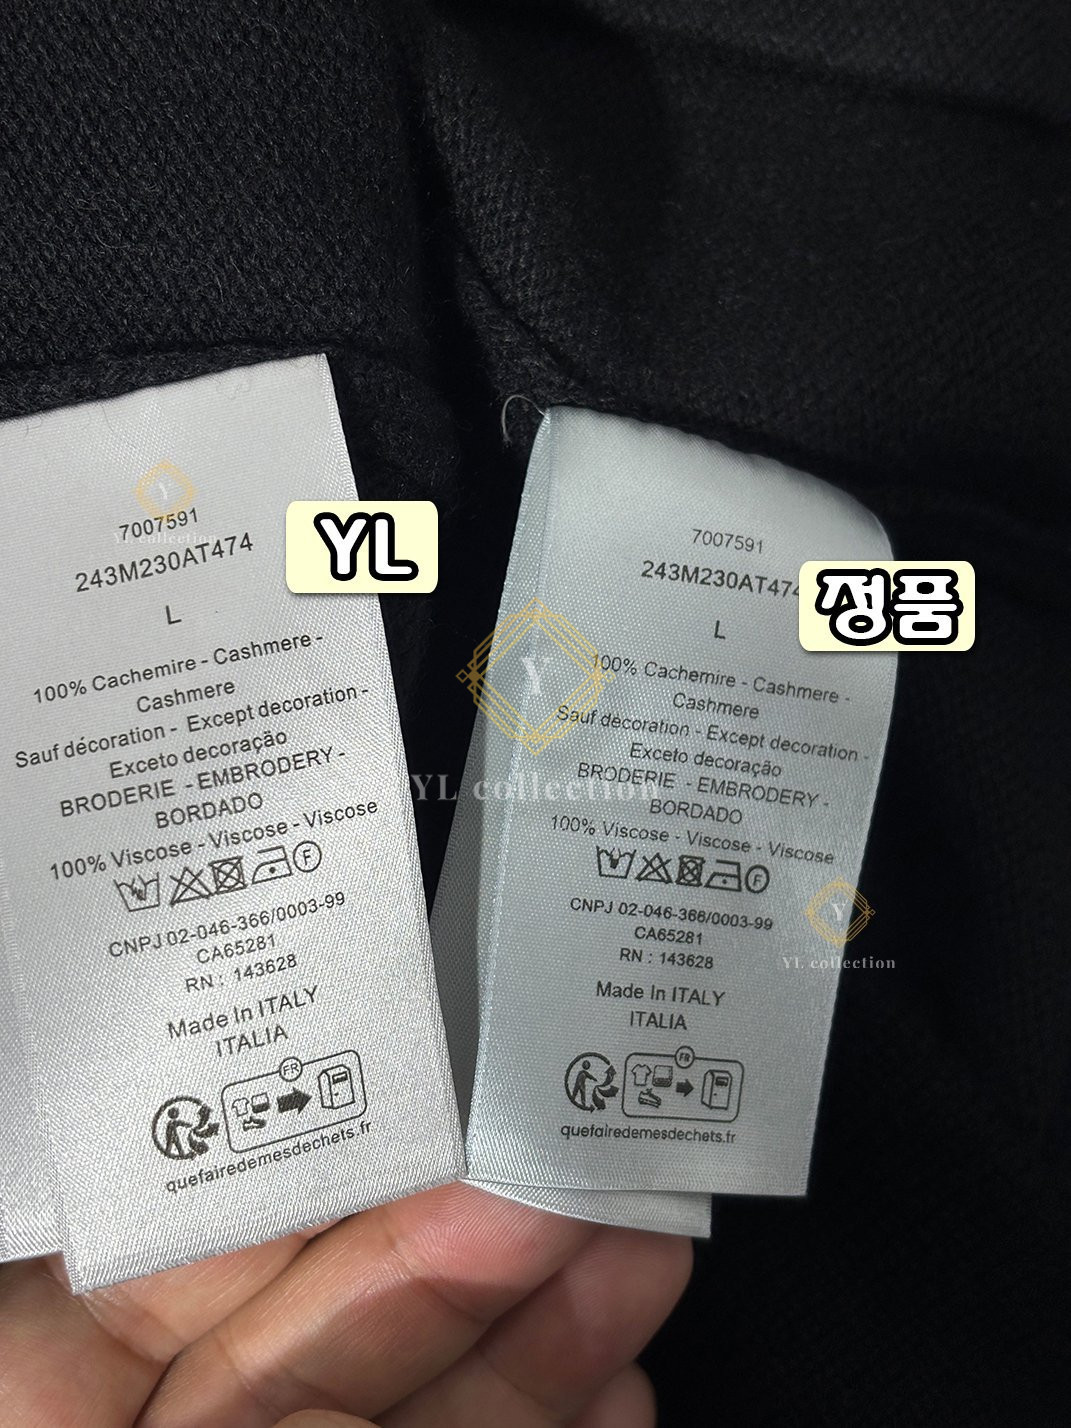 7007591
243M230AT474
L
100% Cachemire - Cashmere -
Cashmere
Sauf décoration - Except decoration -
Exceto decoração
BRODERIE - EMBRODERY -
BORDADO
100% Viscose - Viscose - Viscose
F
CNPJ 02-046-366/0003-99
CA65281
RN : 143628
Made In ITALY
ITALIA
FR
quefairedemesdechets.fr
YL
7007591
243M230AT474
L
100% Cachemire - Cashmere -
Cashmere
Sauf décoration - Except decoration -
Exceto decoração
BRODERIE - EMBRODERY -
BORDADO
100% Viscose - Viscose - Viscose
F
CNPJ 02-046-366/0003-99
CA65281
RN : 143628
Made In ITALY
ITALIA
FR
quefairedemesdechets.fr
정품
Y
YL collection
Y
YL collection
Y
YL collection